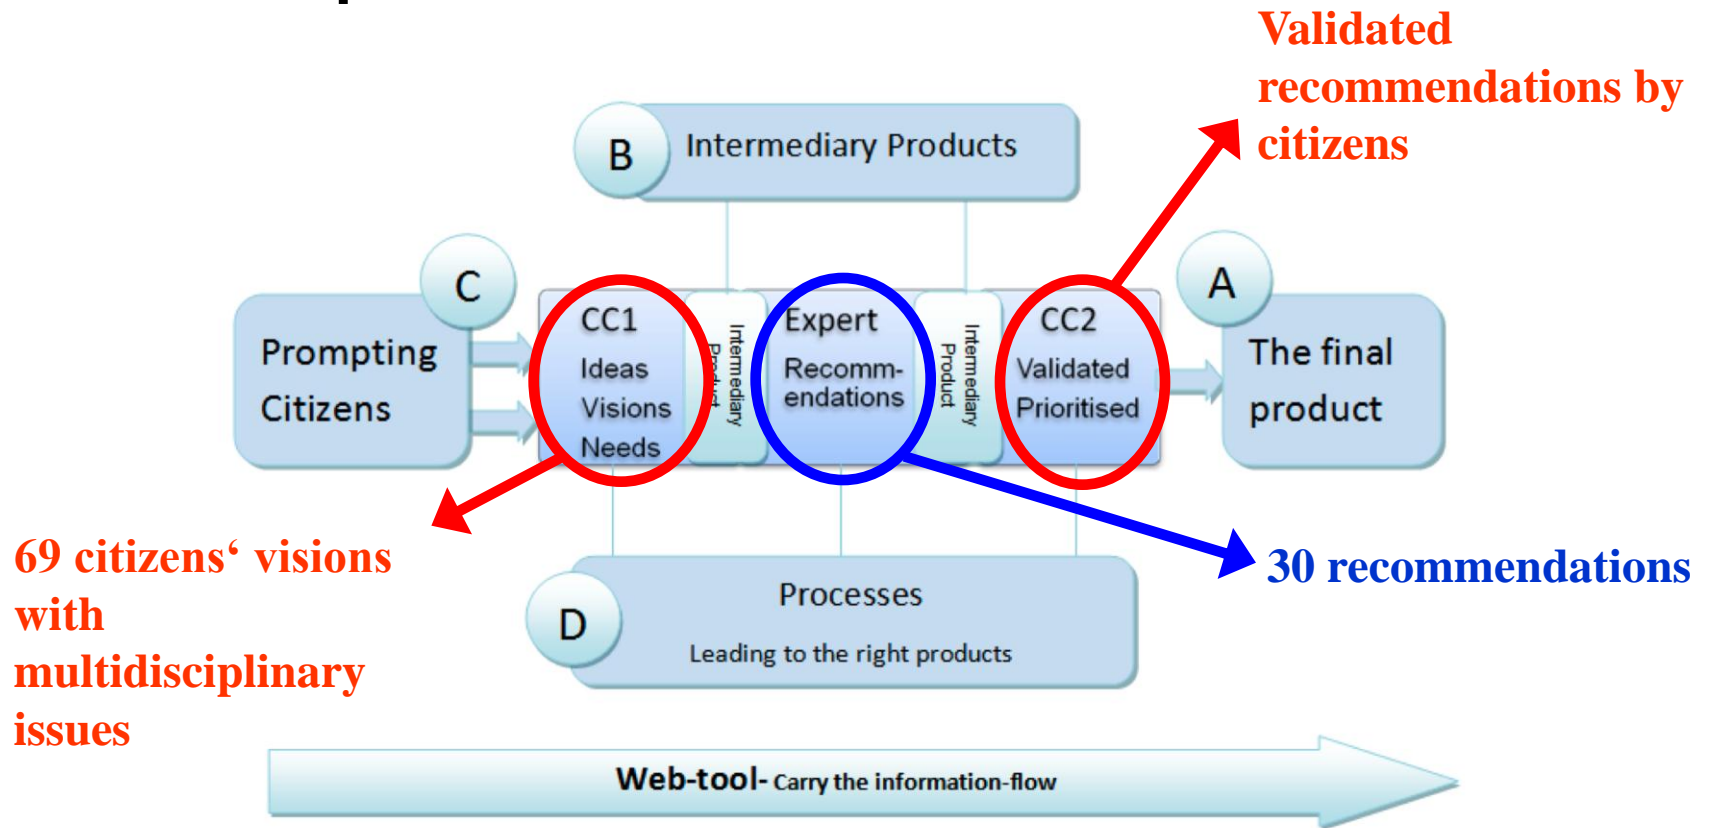 Validated
recommendations by
citizens
B
Intermediary Products
C
Prompting
Citizens
CC1
Ideas
Visions
Needs
Intermediary
Product
Expert
Recomm-
endations
Intermediary
Product
CC2
Validated
Prioritised
A
The final
product
69 citizens‘ visions
with
multidisciplinary
issues
30 recommendations
D
Processes
Leading to the right products
Web-tool- Carry the information-flow